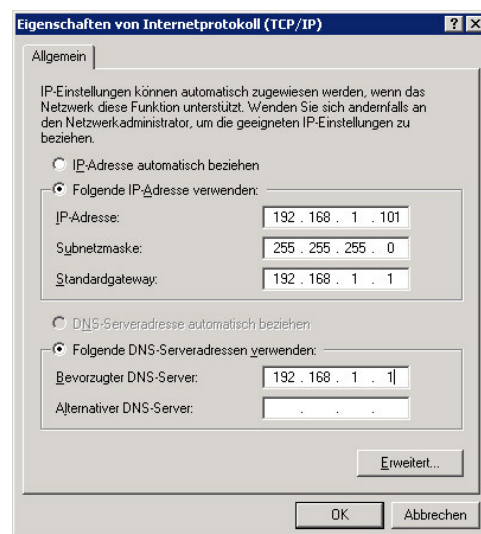 Eigenschaften von Internetprotokoll (TCP/IP)
Allgemein
IP-Einstellungen können automatisch zugewiesen werden, wenn das
Netzwerk diese Funktion unterstützt. Wenden Sie sich andernfalls an
den Netzwerkadministrator, um die geeigneten IP-Einstellungen zu
beziehen.
IP-Adresse automatisch beziehen
Folgende IP-Adresse verwenden:
IP-Adresse: 192 . 168 . 1 . 101
Subnetzmaske: 255 . 255 . 255 . 0
Standardgateway: 192 . 168 . 1 . 1
DNS-Serveradresse automatisch beziehen
Folgende DNS-Serveradressen verwenden:
Bevorzugter DNS-Server: 192 . 168 . 1 . 1
Alternativer DNS-Server: . . .
Erweitert...
OK Abbrechen